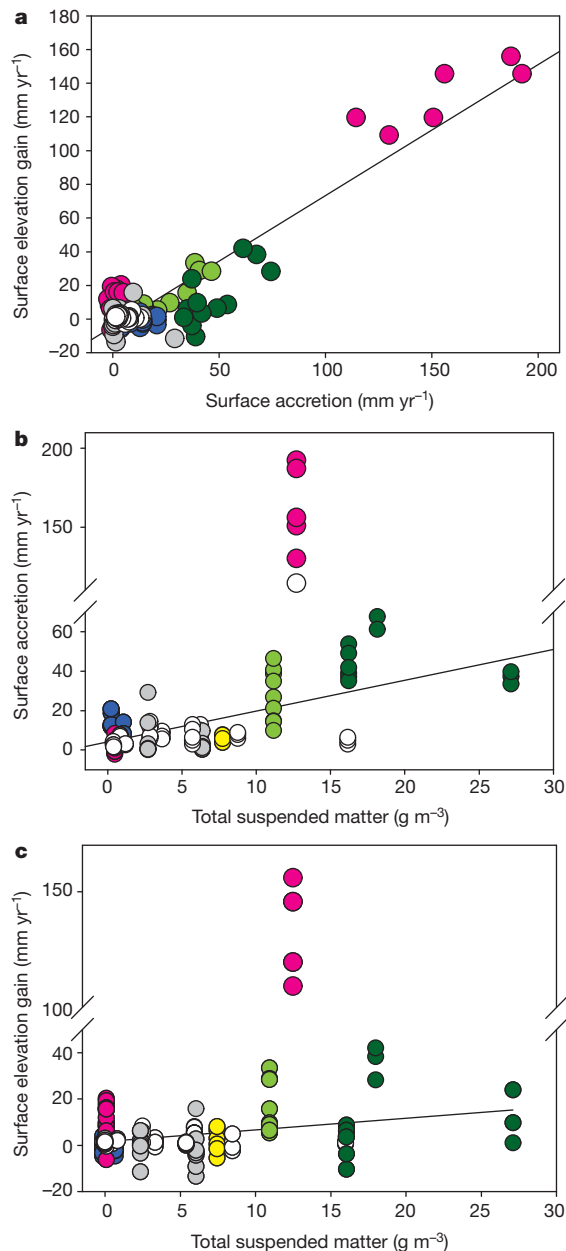 a
180
160
140
120
100
80
60
40
20
0
−20
Surface elevation gain (mm yr⁻¹)
0 50 100 150 200
Surface accretion (mm yr⁻¹)
b
200
150
60
40
20
0
Surface accretion (mm yr⁻¹)
0 5 10 15 20 25 30
Total suspended matter (g m⁻³)
c
150
100
40
20
0
−20
Surface elevation gain (mm yr⁻¹)
0 5 10 15 20 25 30
Total suspended matter (g m⁻³)